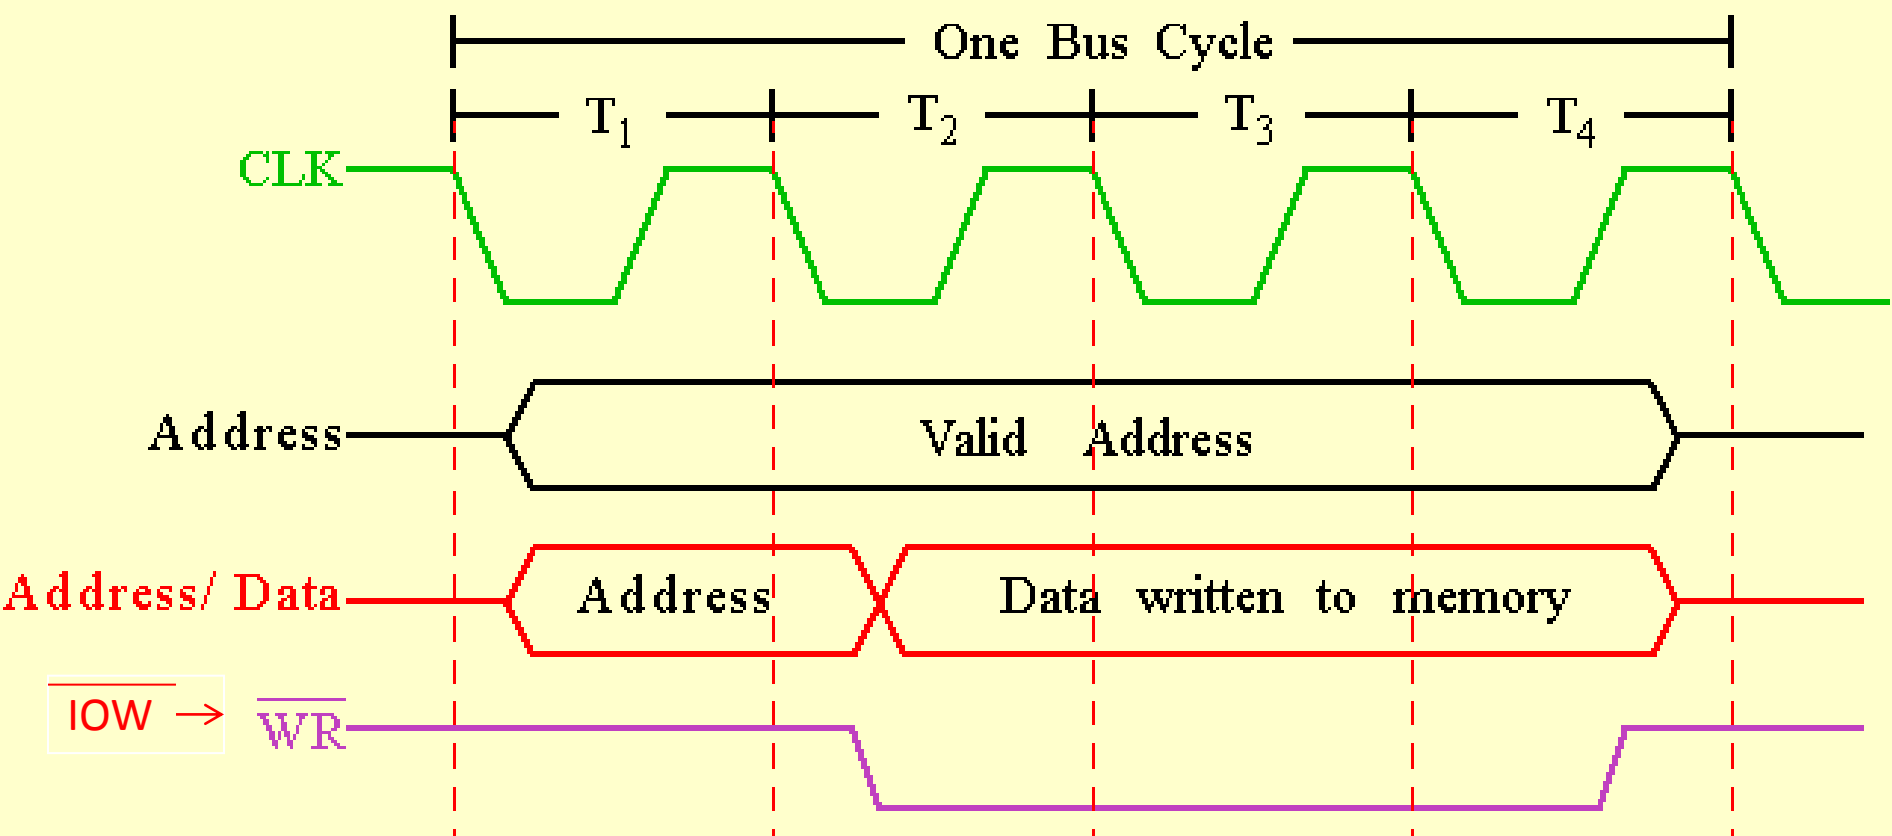 One Bus Cycle
T1 T2 T3 T4
CLK
Address Valid Address
Address/ Data Address Data written to memory
IOW → WR